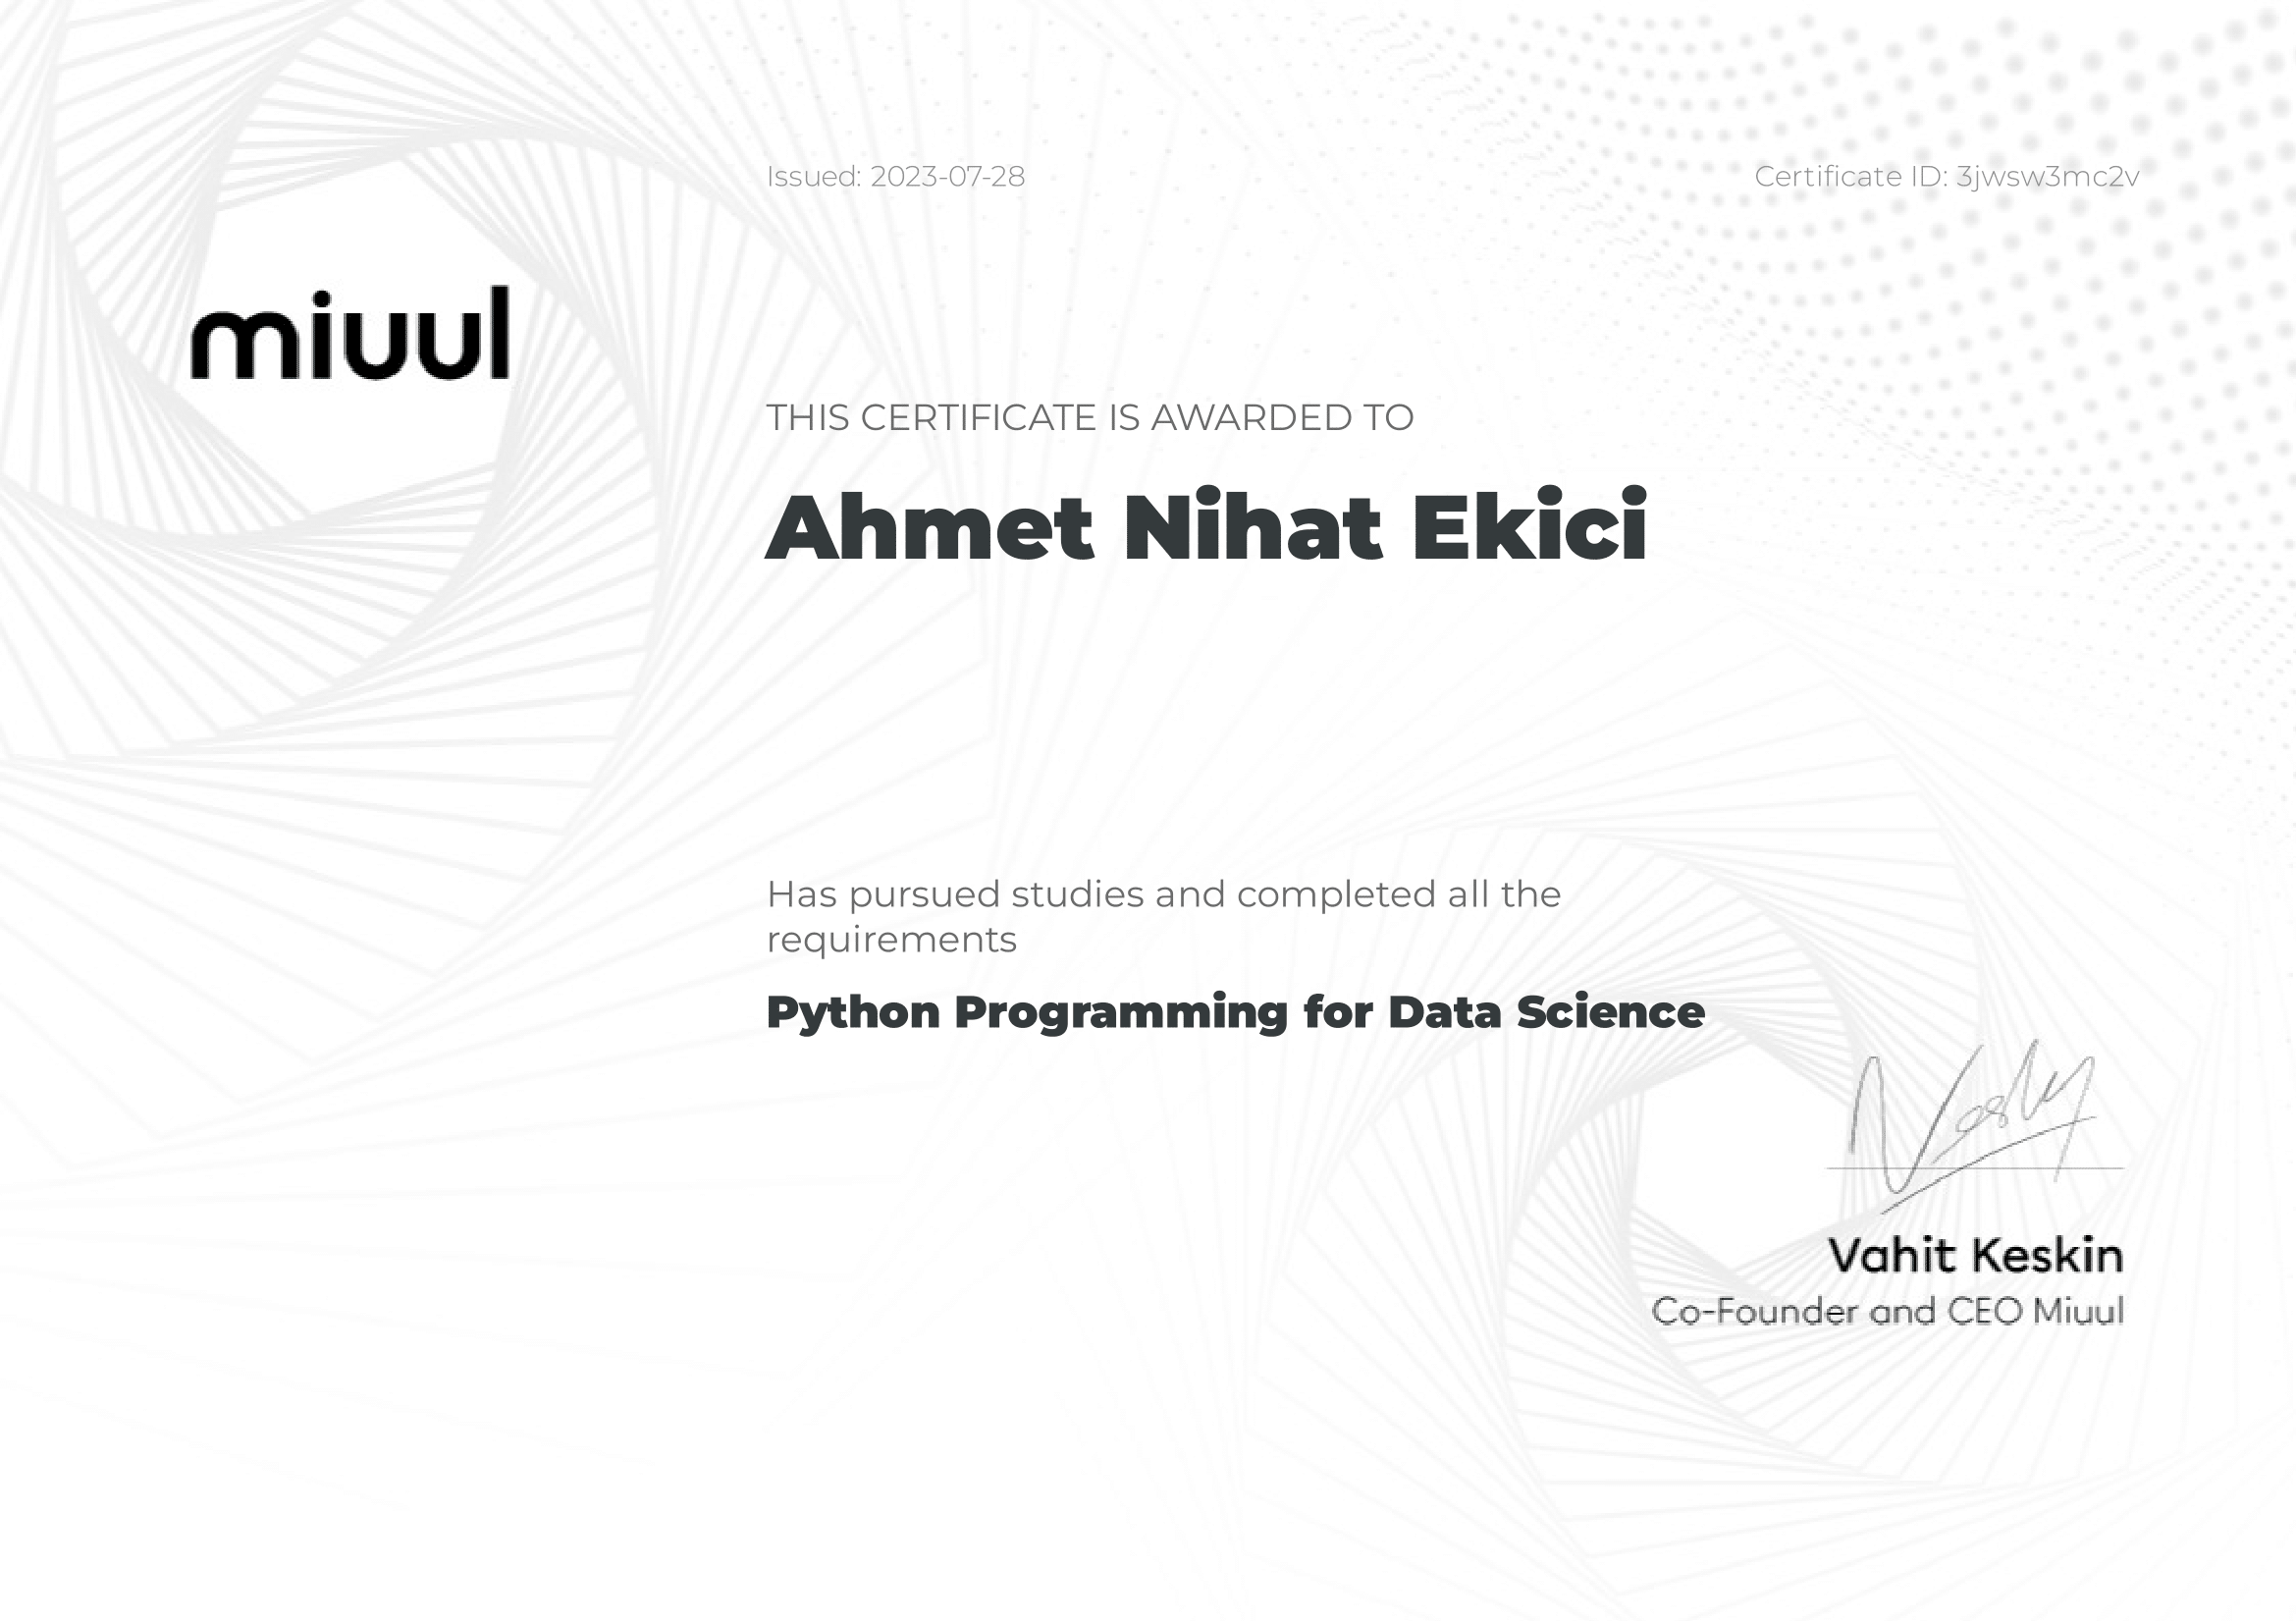 Issued: 2023-07-28
Certificate ID: 3jwsw3mc2v
miuul
THIS CERTIFICATE IS AWARDED TO
Ahmet Nihat Ekici
Has pursued studies and completed all the
requirements
Python Programming for Data Science
Vahit Keskin
Co-Founder and CEO Miuul